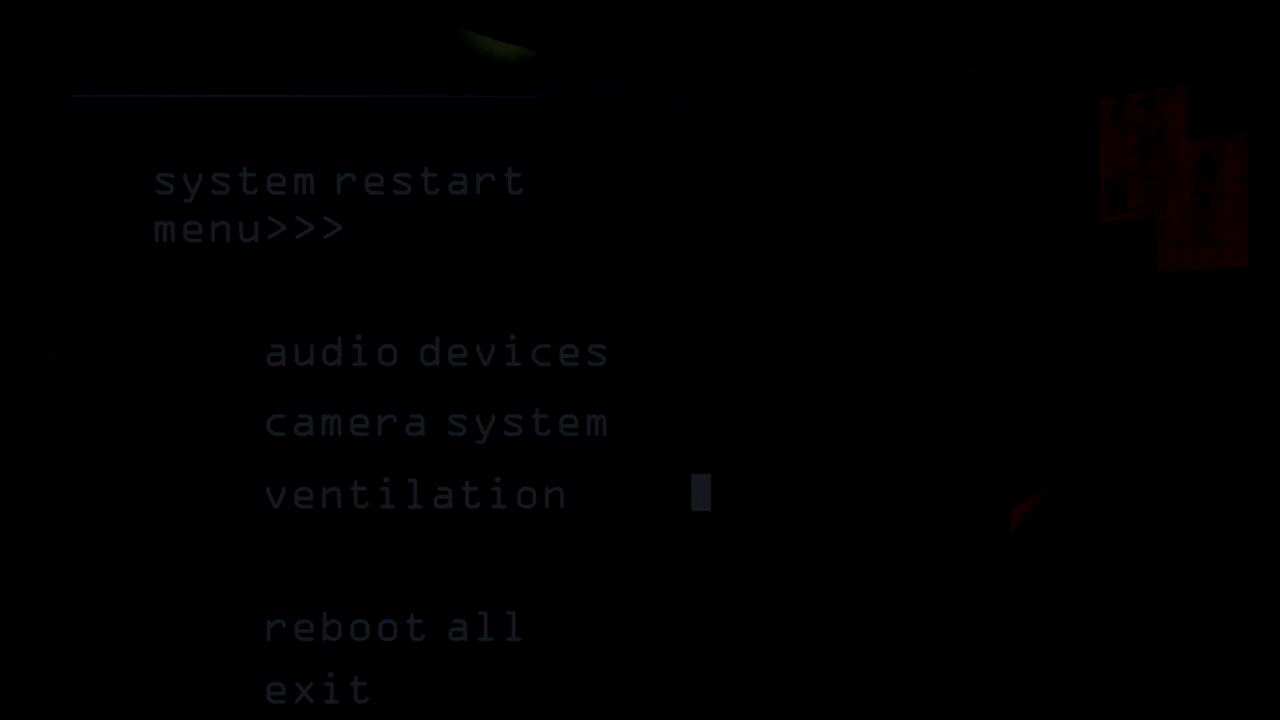 system restart
menu>>>
audio devices
camera system
ventilation
reboot all
exit